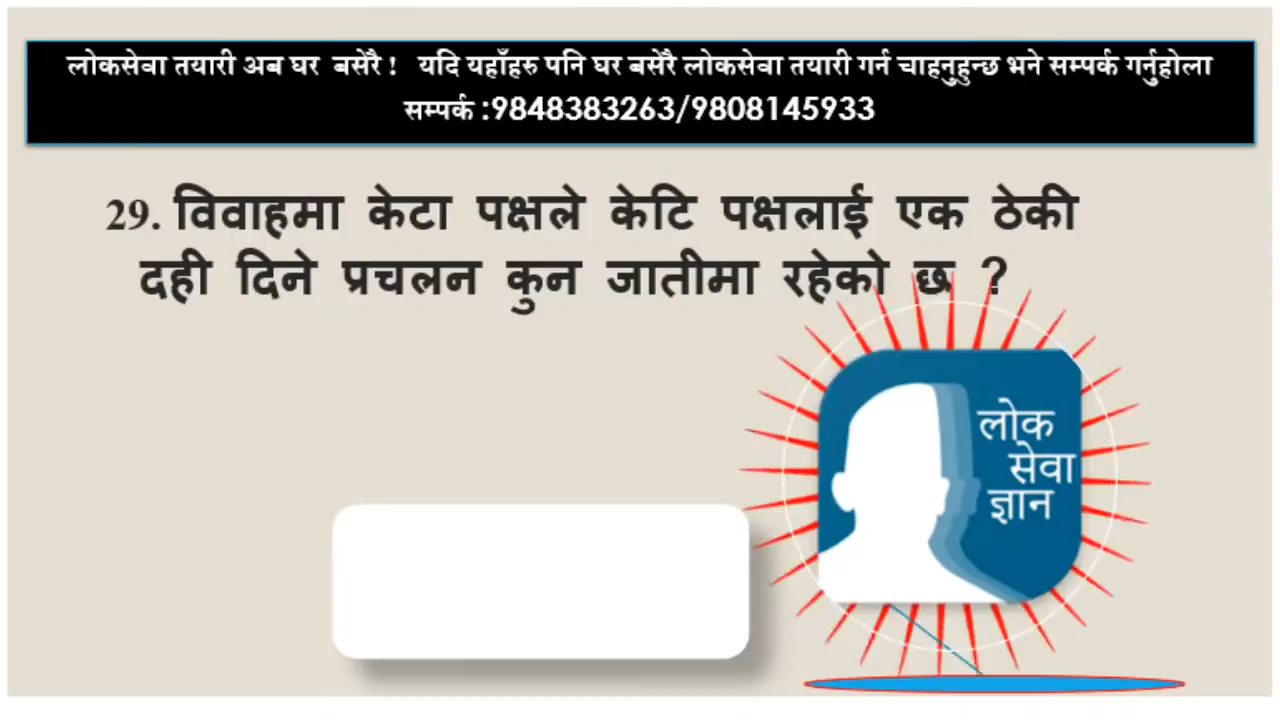 लोकसेवा तयारी अब घर बसेरै ! यदि यहाँहरु पनि घर बसेरै लोकसेवा तयारी गर्न चाहनुहुन्छ भने सम्पर्क गर्नुहोला
सम्पर्क :9848383263/9808145933
29. विवाहमा केटा पक्षले केटि पक्षलाई एक ठेकी
दही दिने प्रचलन कुन जातीमा रहेको छ ?
लोक
सेवा
ज्ञान